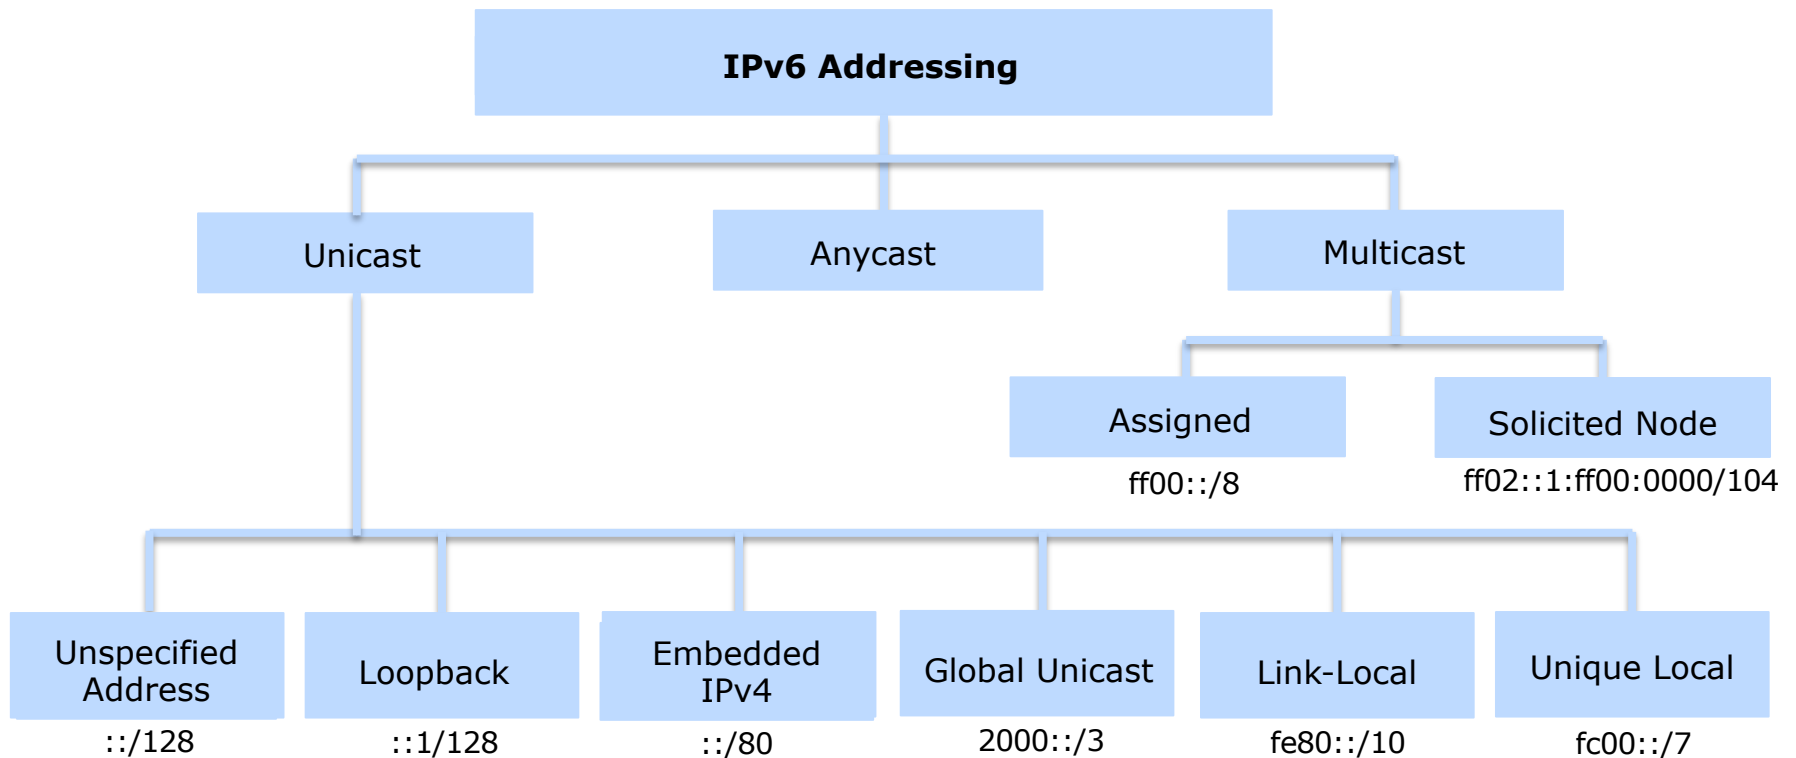 IPv6 Addressing
Unicast
Anycast
Multicast
Assigned
ff00::/8
Solicited Node
ff02::1:ff00:0000/104
Unspecified
Address
::/128
Loopback
::1/128
Embedded
IPv4
::/80
Global Unicast
2000::/3
Link-Local
fe80::/10
Unique Local
fc00::/7